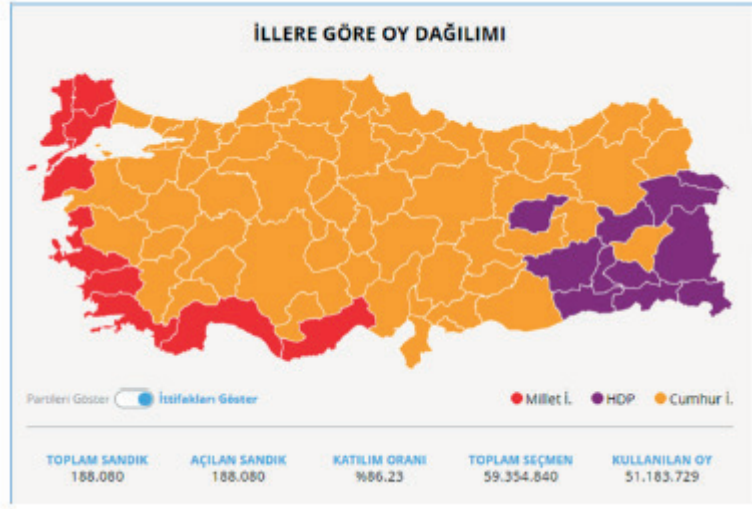 İLLERE GÖRE OY DAĞILIMI
Partileri Göster İttifakları Göster
Millet İ. HDP Cumhur İ.
TOPLAM SANDIK AÇILAN SANDIK KATILIM ORANI TOPLAM SEÇMEN KULLANILAN OY
188.080 188.080 %86.23 59.354.840 51.183.729